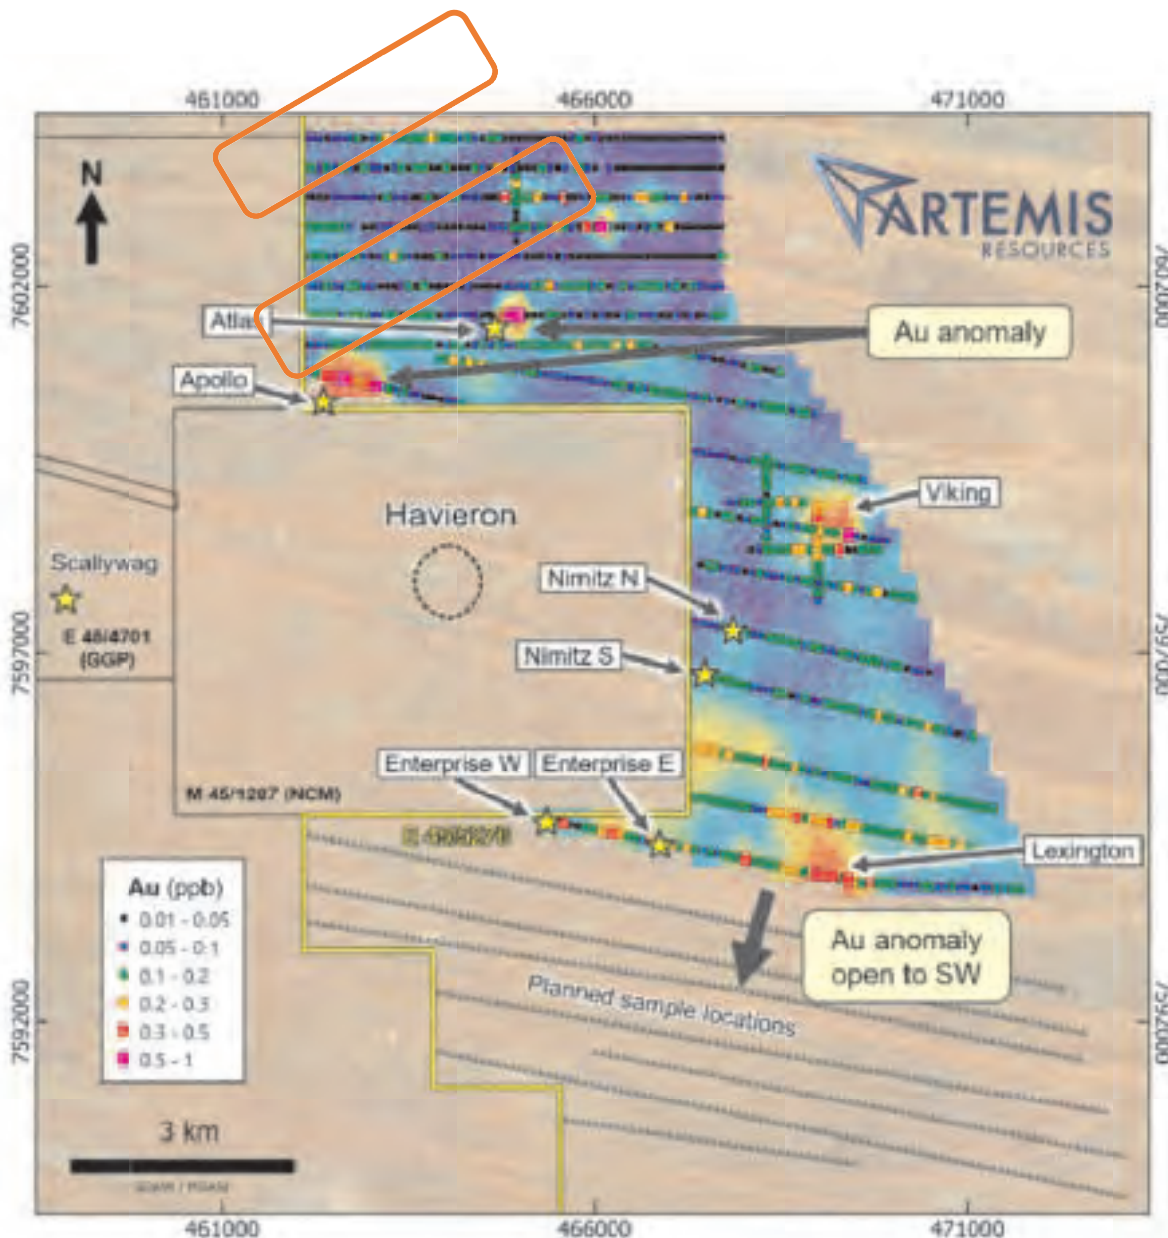 461000
466000
471000
N
ARTEMIS
RESOURCES
7602000
7602000
Atlas
Au anomaly
Apollo
Viking
Havieron
Scallywag
Nimitz N
E 45/4701
(GGP)
Nimitz S
7597000
7597000
Enterprise W
Enterprise E
M 45/1287 (NCM)
E 45/5276
Lexington
Au (ppb)
0.01 - 0.05
0.05 - 0.1
0.1 - 0.2
0.2 - 0.3
0.3 - 0.5
0.5 - 1
Au anomaly
open to SW
Planned sample locations
7592000
7592000
3 km
461000
466000
471000